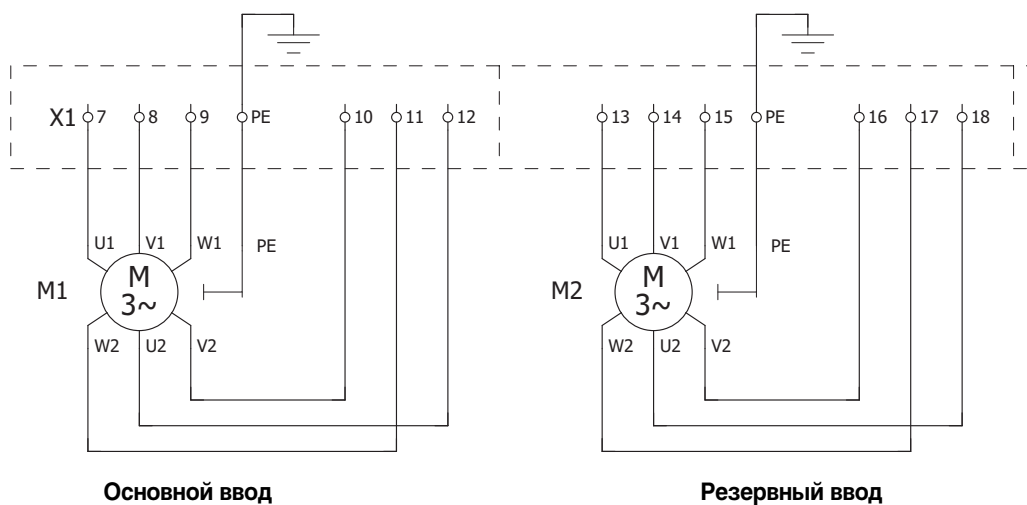 X1 7 8 9 PE 10 11 12 13 14 15 PE 16 17 18
U1 V1 W1 PE U1 V1 W1 PE
M1 M 3~ M2 M 3~
W2 U2 V2 W2 U2 V2
Основной ввод Резервный ввод